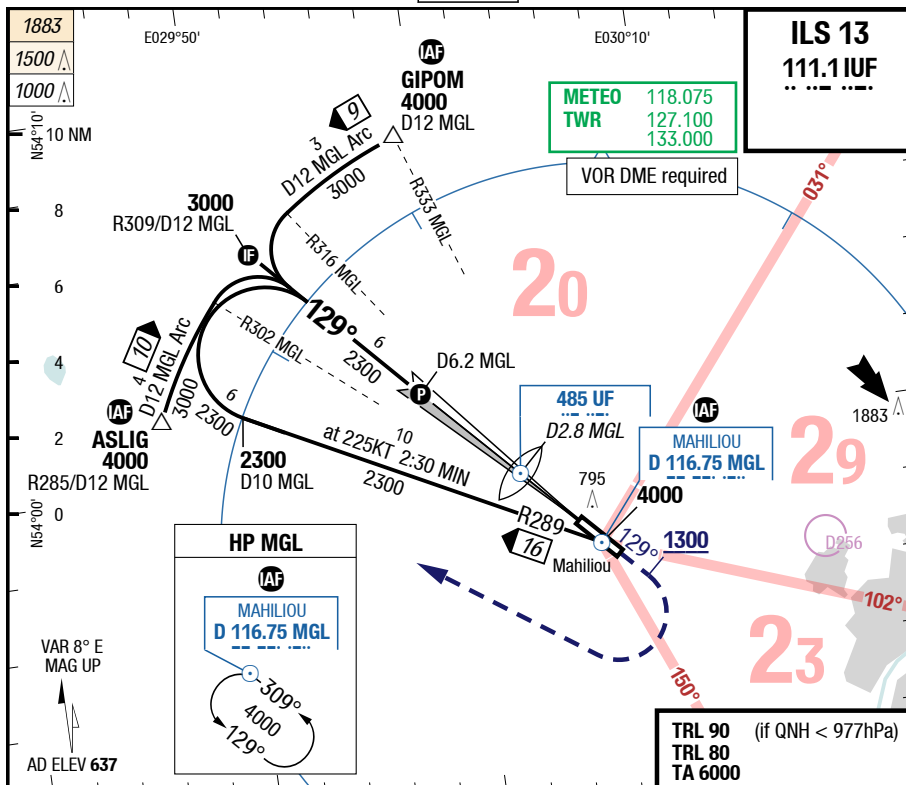 1883
1500
1000
E029°50'
E030°10'
ILS 13
111.1 IUF
METEO 118.075
TWR 127.100
133.000
VOR DME required
IAF
GIPOM
4000
D12 MGL
9
3
D12 MGL Arc
3000
N54°10'
10 NM
8
6
4
2
0
N54°00'
3000
R309/D12 MGL
IF
R333 MGL
R316 MGL
R302 MGL
031°
20
129°
6
2300
D6.2 MGL
P
10
4
D12 MGL Arc
3000
IAF
ASLIG
4000
R285/D12 MGL
6
2300
2300
D10 MGL
at 225KT
10
2:30 MIN
2300
R289
16
485 UF
D2.8 MGL
795
IAF
MAHILIOU
D 116.75 MGL
4000
Mahiliou
129°
1300
1883
29
D256
102°
23
150°
HP MGL
IAF
MAHILIOU
D 116.75 MGL
309°
4000
129°
VAR 8° E
MAG UP
AD ELEV 637
TRL 90 (if QNH < 977hPa)
TRL 80
TA 6000